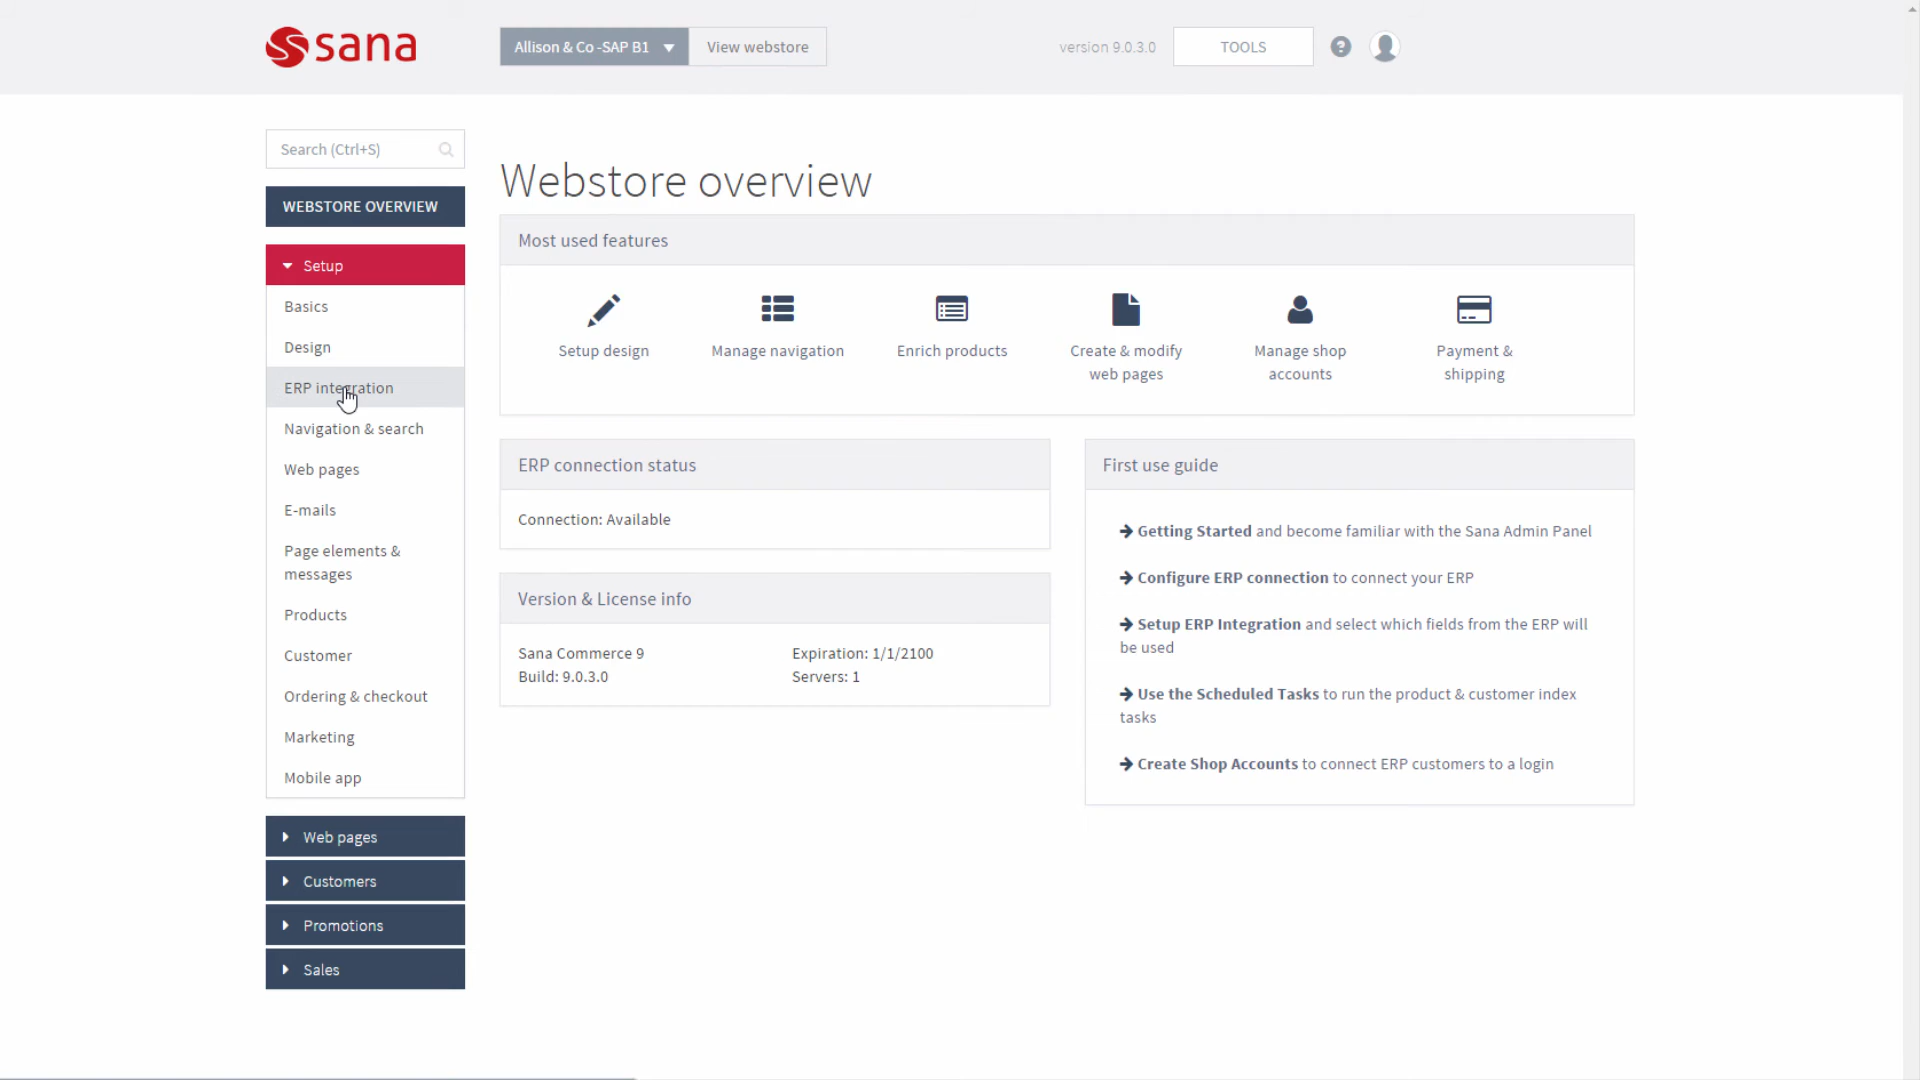 sana
Allison & Co -SAP B1
View webstore
version 9.0.3.0
TOOLS
?
Search (Ctrl+S)
WEBSTORE OVERVIEW
Setup
Basics
Design
ERP integration
Navigation & search
Web pages
E-mails
Page elements &
messages
Products
Customer
Ordering & checkout
Marketing
Mobile app
Web pages
Customers
Promotions
Sales
Webstore overview
Most used features
Setup design
Manage navigation
Enrich products
Create & modify
web pages
Manage shop
accounts
Payment &
shipping
ERP connection status
Connection: Available
Version & License info
Sana Commerce 9
Build: 9.0.3.0
Expiration: 1/1/2100
Servers: 1
First use guide
Getting Started and become familiar with the Sana Admin Panel
Configure ERP connection to connect your ERP
Setup ERP Integration and select which fields from the ERP will
be used
Use the Scheduled Tasks to run the product & customer index
tasks
Create Shop Accounts to connect ERP customers to a login